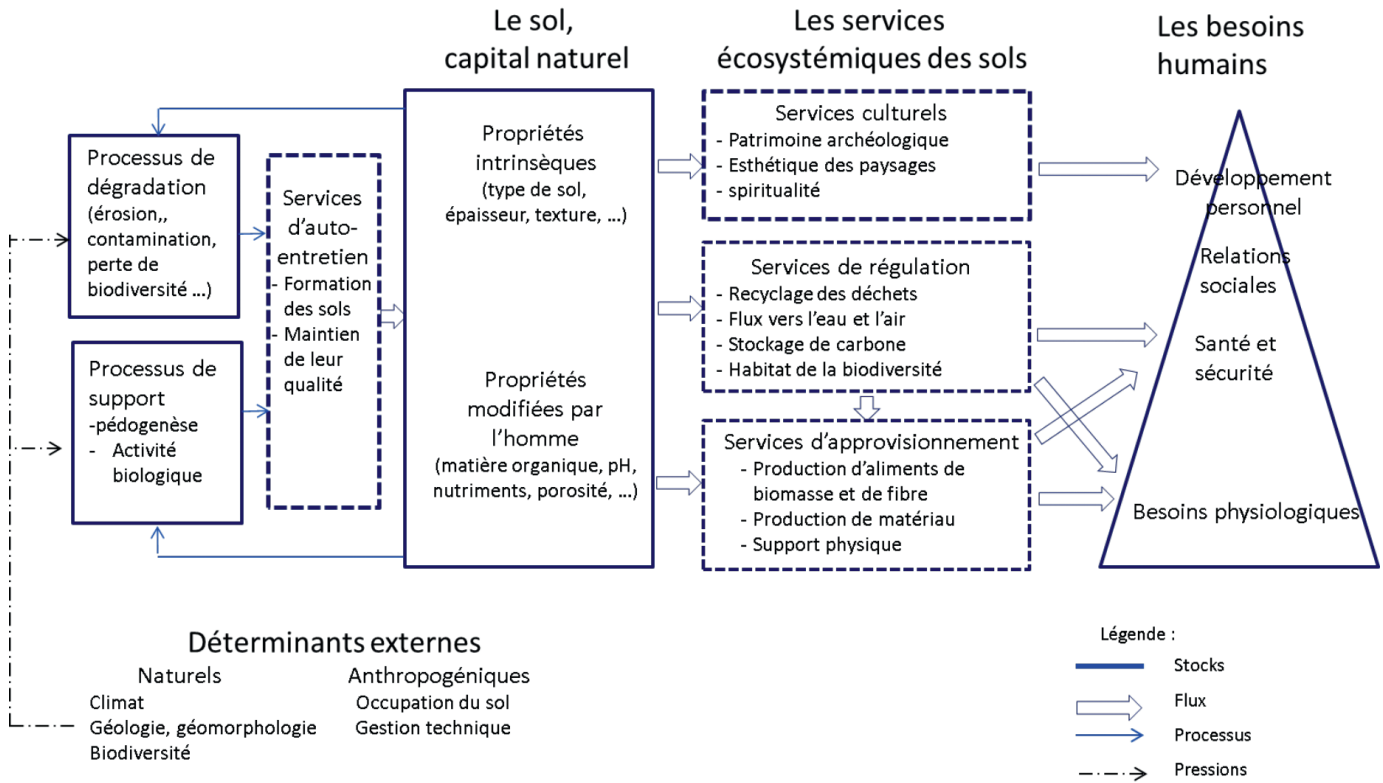 Le sol,
capital naturel
Les services
écosystémiques des sols
Les besoins
humains
Processus de
dégradation
(érosion,,
contamination,
perte de
biodiversité ...)
Processus de
support
-pédogenèse
- Activité
biologique
Services
d'auto-
entretien
- Formation
des sols
- Maintien
de leur
qualité
Propriétés
intrinsèques
(type de sol,
épaisseur, texture, ...)
Propriétés
modifiées par
l'homme
(matière organique, pH,
nutriments, porosité, ...)
Services culturels
- Patrimoine archéologique
- Esthétique des paysages
- spiritualité
Services de régulation
- Recyclage des déchets
- Flux vers l'eau et l'air
- Stockage de carbone
- Habitat de la biodiversité
Services d'approvisionnement
- Production d'aliments de
biomasse et de fibre
- Production de matériau
- Support physique
Développement
personnel
Relations
sociales
Santé et
sécurité
Besoins physiologiques
Déterminants externes
Naturels
Climat
Géologie, géomorphologie
Biodiversité
Anthropogéniques
Occupation du sol
Gestion technique
Légende :
Stocks
Flux
Processus
Pressions